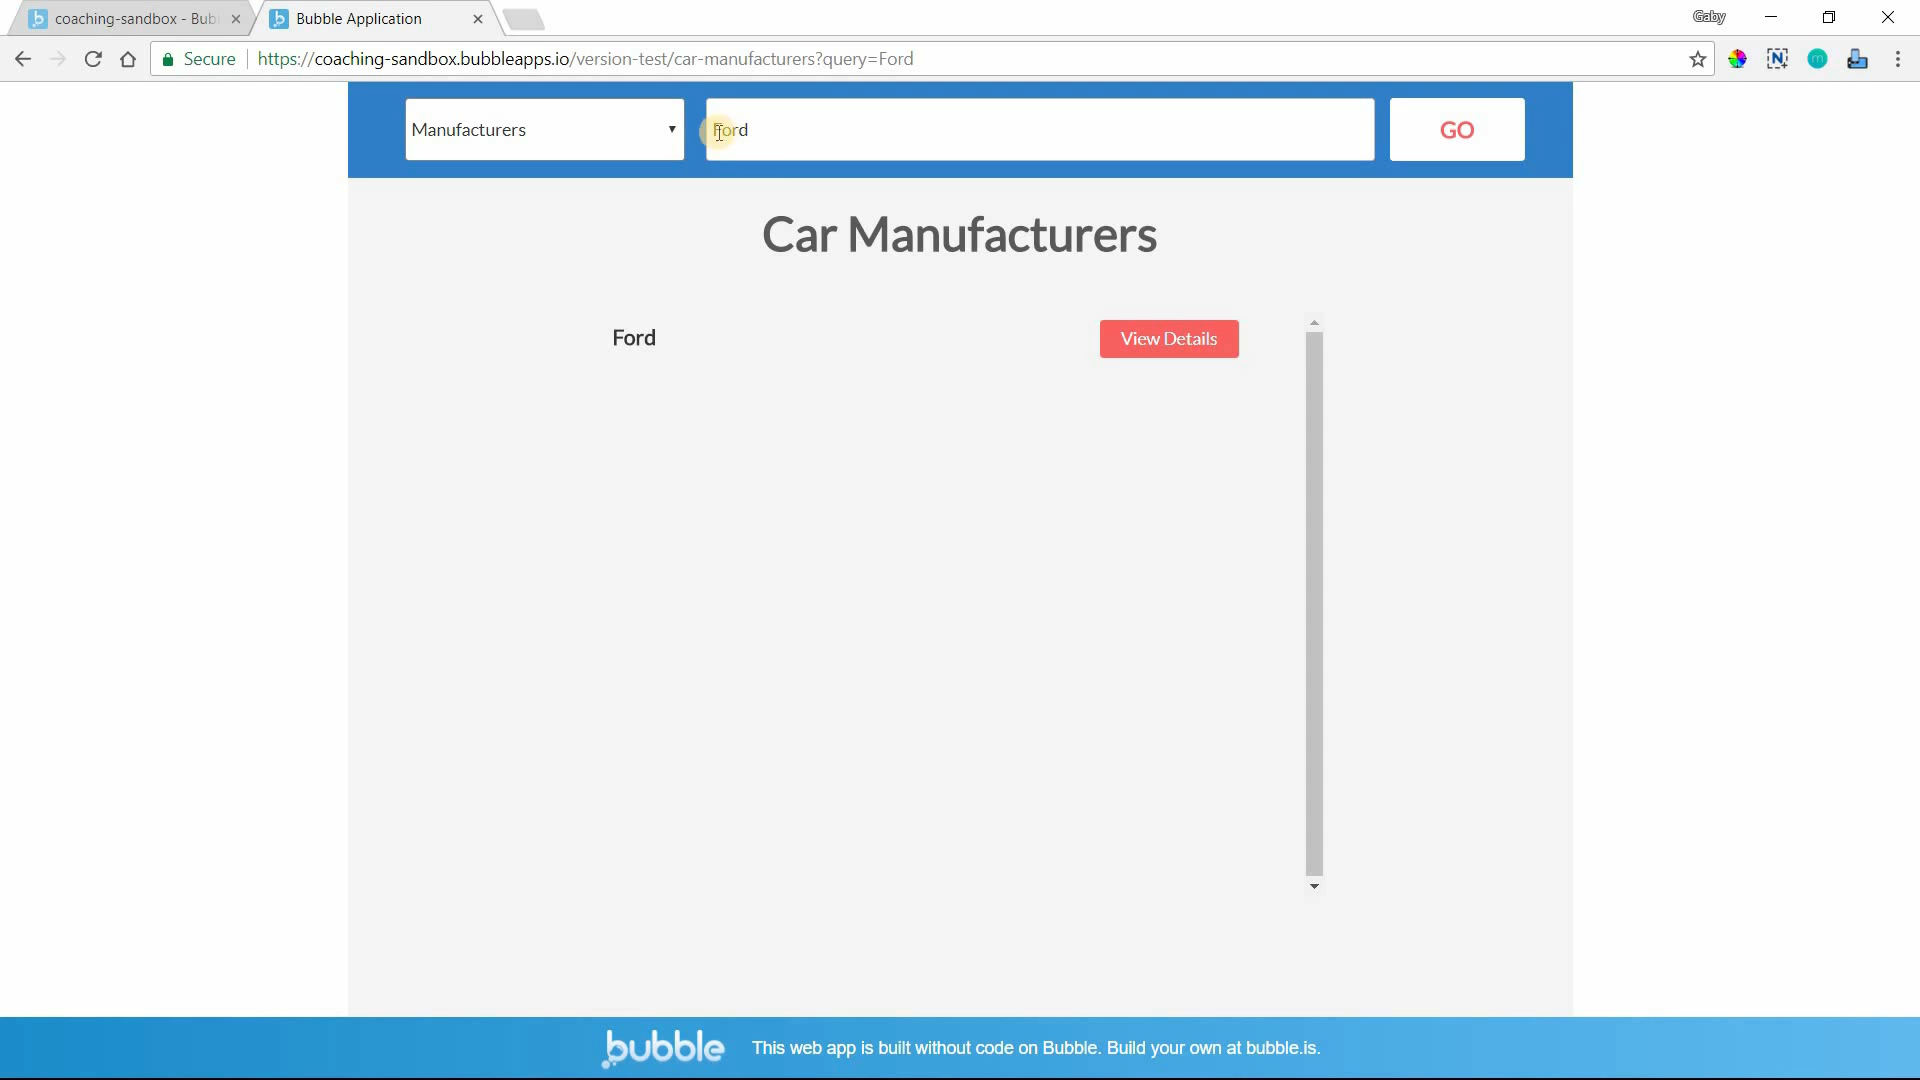 coaching-sandbox - Bub
Bubble Application
Gaby
Secure
https://coaching-sandbox.bubbleapps.io/version-test/car-manufacturers?query=Ford
Manufacturers
Ford
GO
Car Manufacturers
Ford
View Details
bubble
This web app is built without code on Bubble. Build your own at bubble.is.